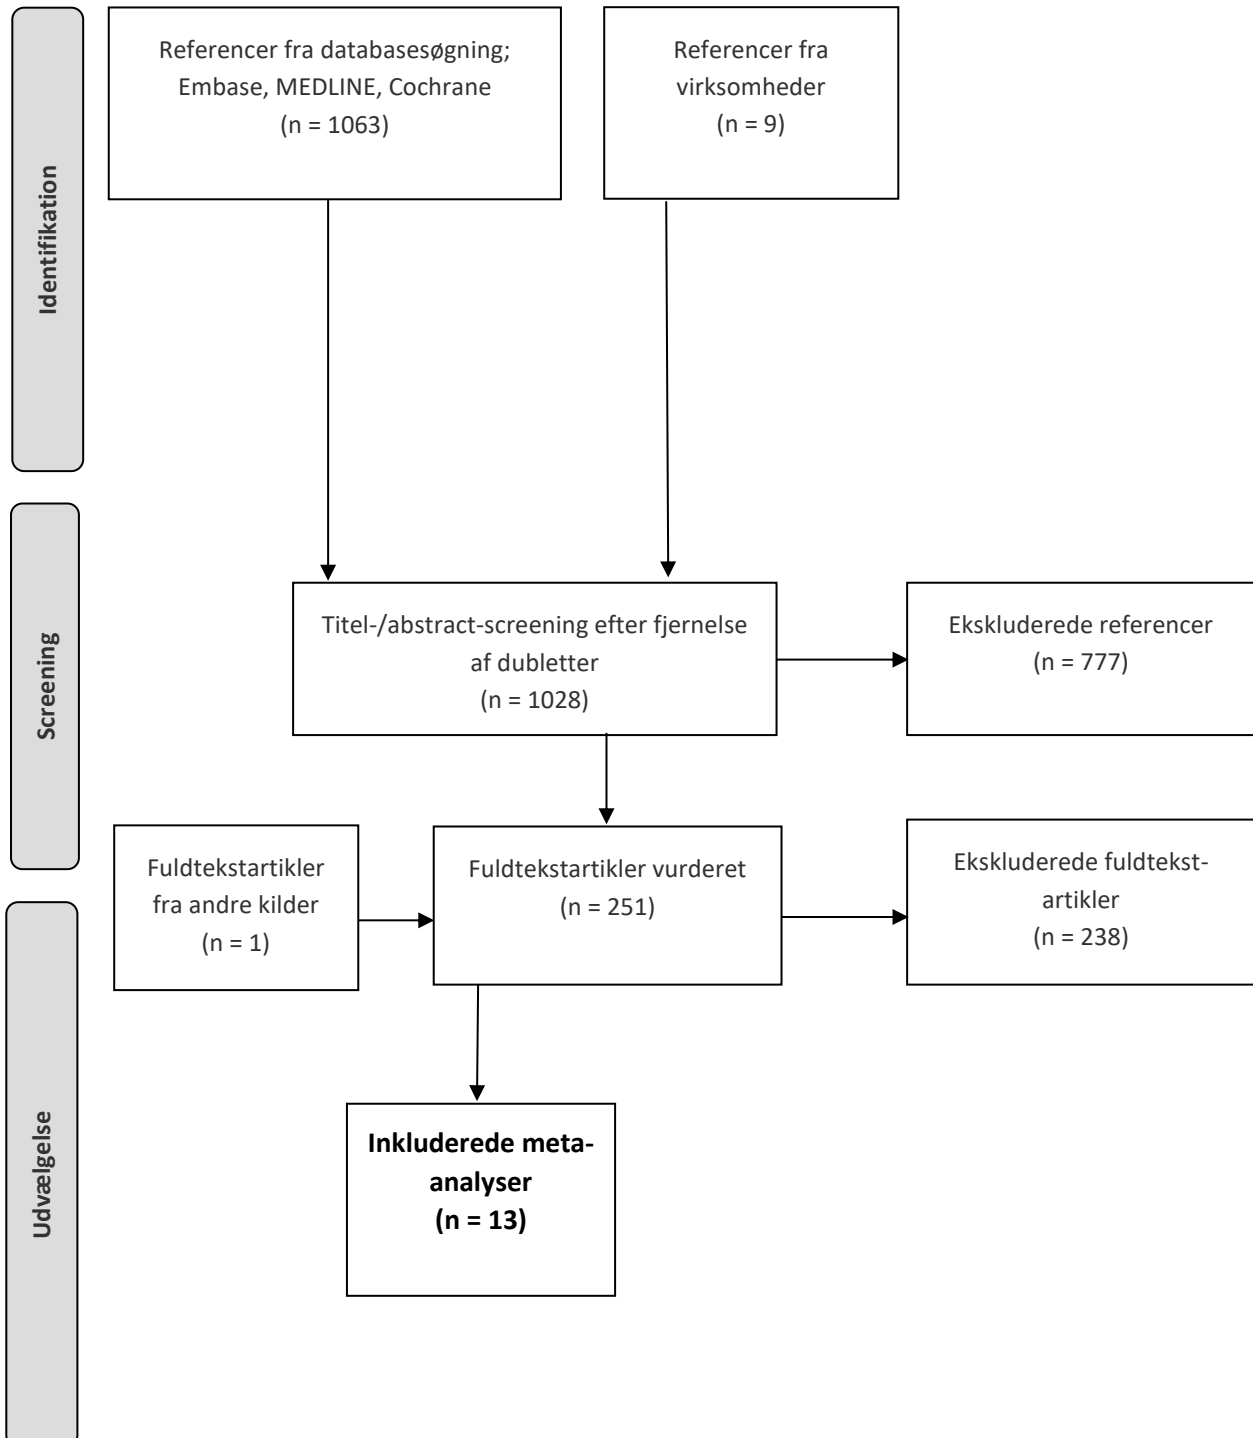 Identifikation
Referencer fra databasesøgning;
Embase, MEDLINE, Cochrane
(n = 1063)
Referencer fra
virksomheder
(n = 9)
Screening
Titel-/abstract-screening efter fjernelse
af dubletter
(n = 1028)
Ekskluderede referencer
(n = 777)
Fuldtekstartikler
fra andre kilder
(n = 1)
Fuldtekstartikler vurderet
(n = 251)
Ekskluderede fuldtekst-
artikler
(n = 238)
Udvælgelse
Inkluderede meta-
analyser
(n = 13)